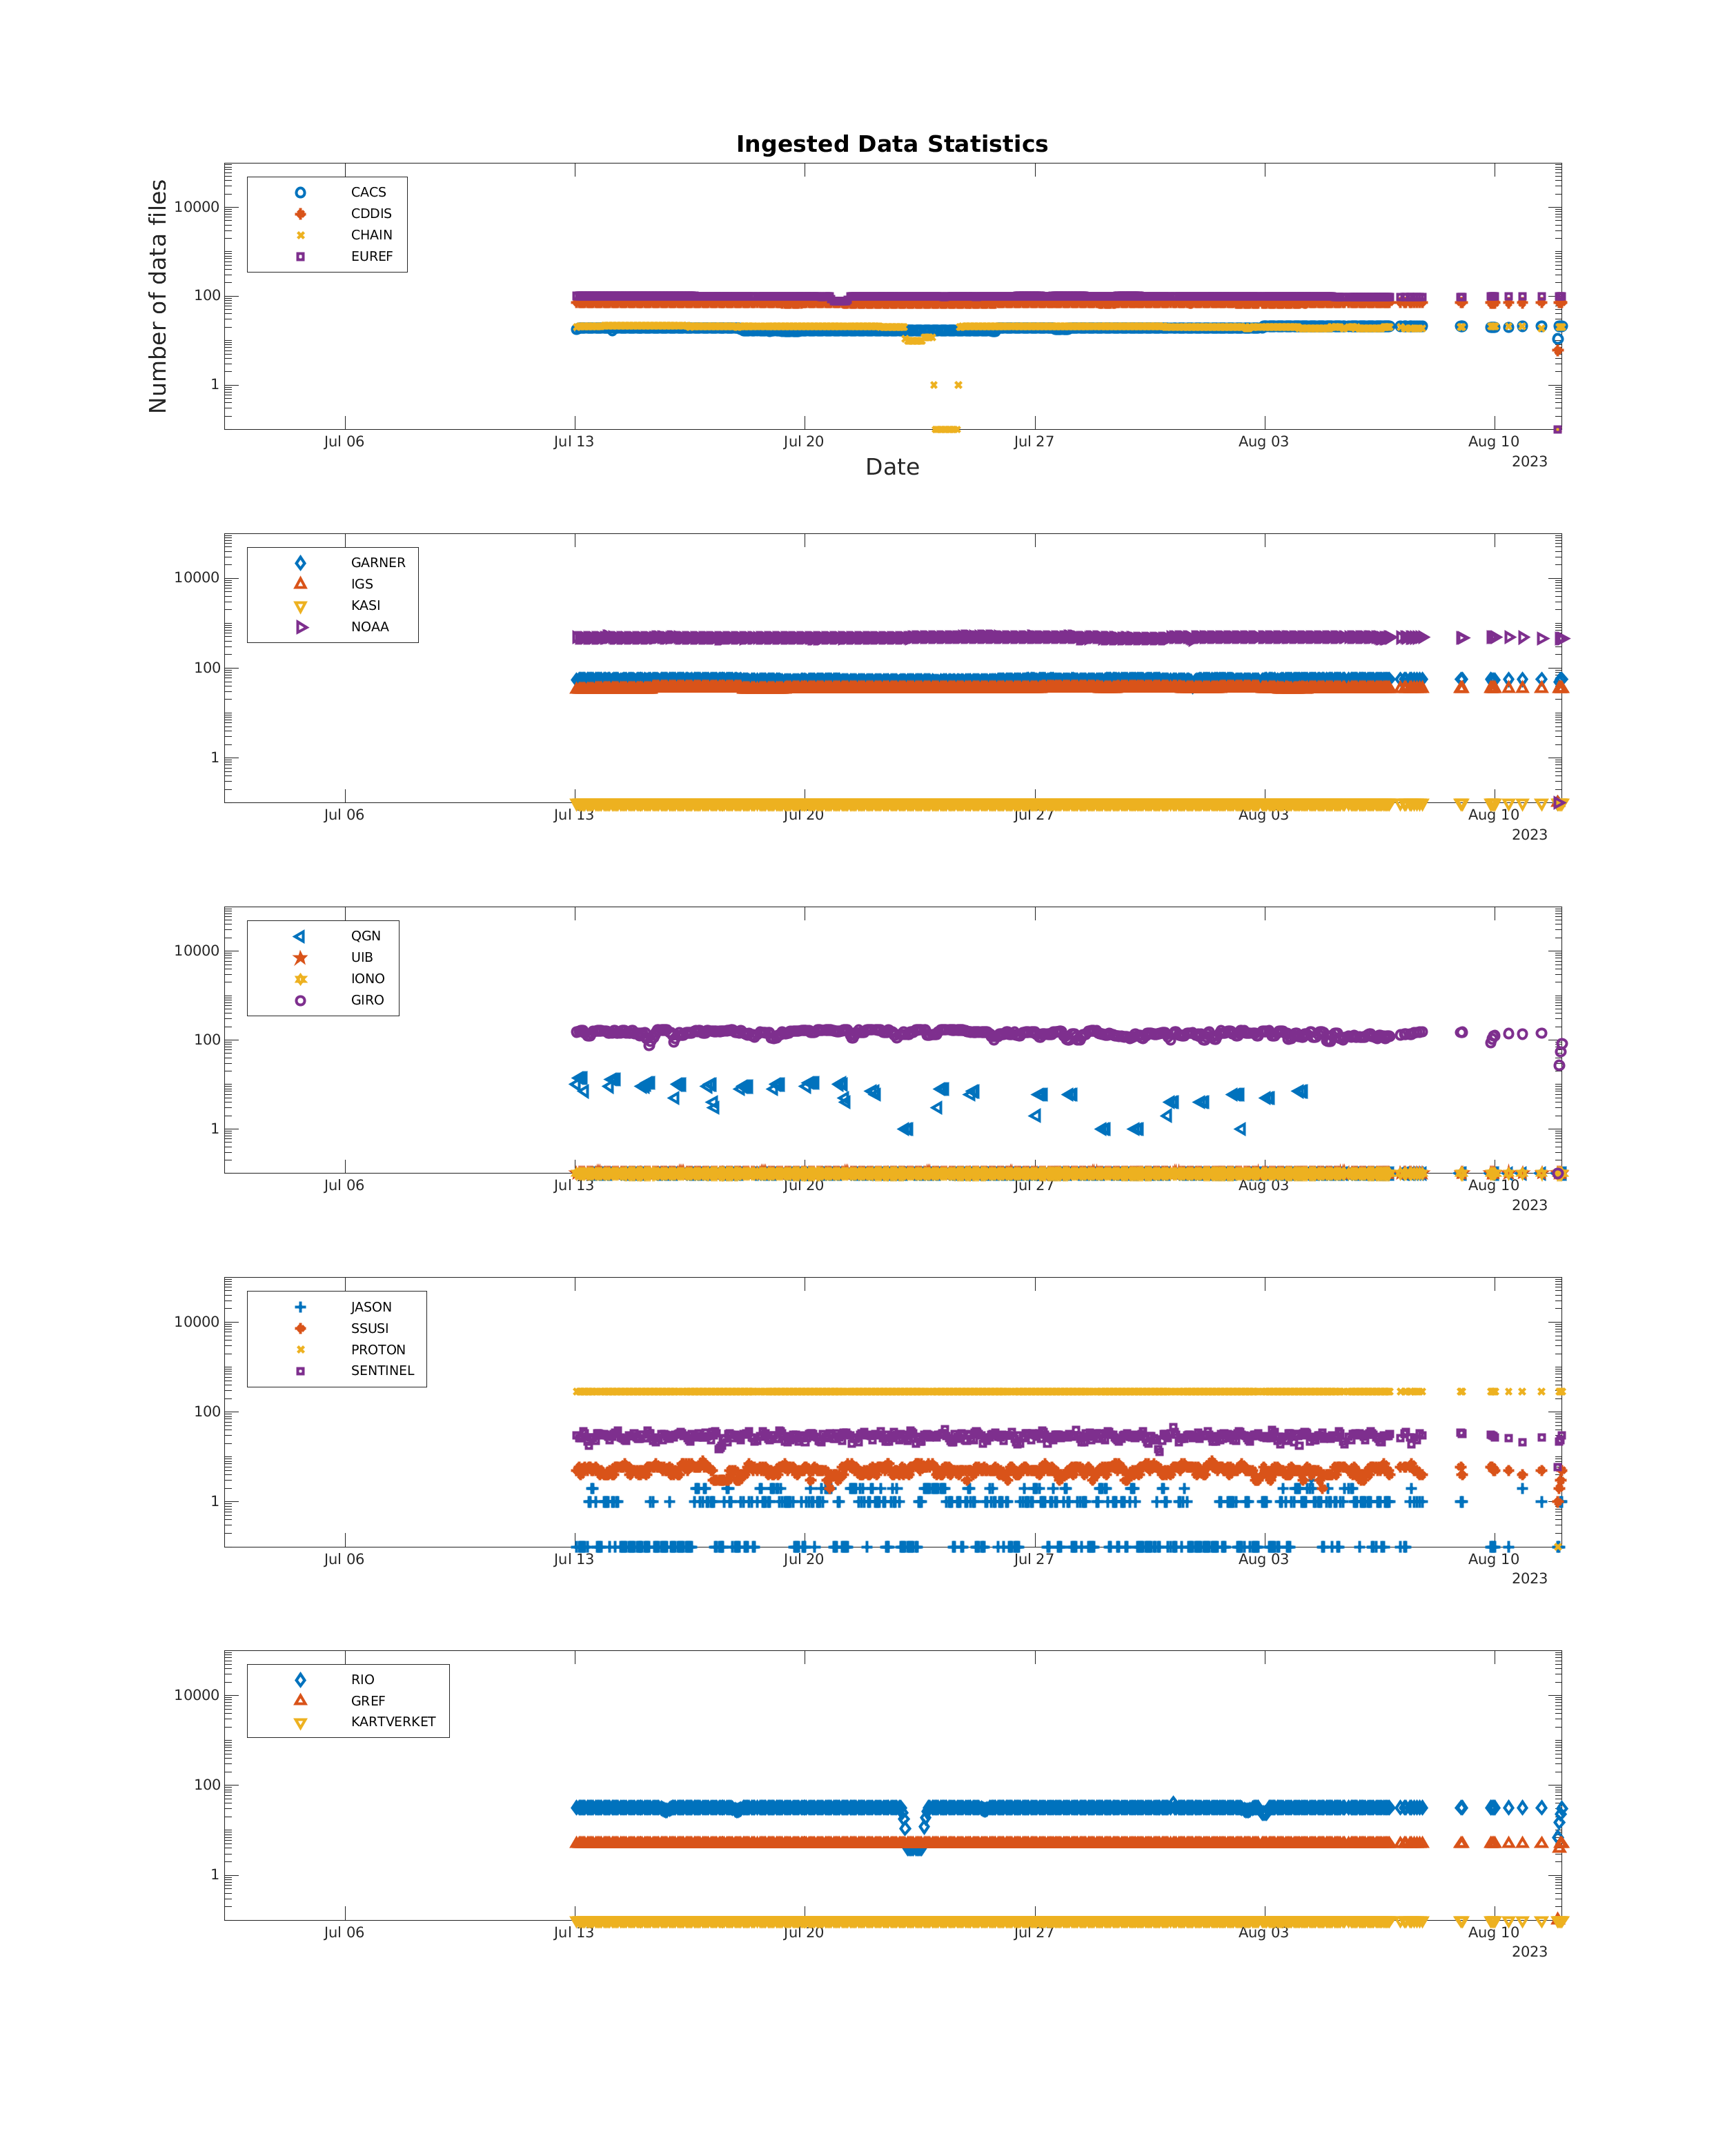 Ingested Data Statistics
Number of data files
10000
100
1
CACS
CDDIS
CHAIN
EUREF
Jul 06 Jul 13 Jul 20 Jul 27 Aug 03 Aug 10
2023
Date
10000
100
1
GARNER
IGS
KASI
NOAA
Jul 06 Jul 13 Jul 20 Jul 27 Aug 03 Aug 10
2023
10000
100
1
QGN
UIB
IONO
GIRO
Jul 06 Jul 13 Jul 20 Jul 27 Aug 03 Aug 10
2023
10000
100
1
JASON
SSUSI
PROTON
SENTINEL
Jul 06 Jul 13 Jul 20 Jul 27 Aug 03 Aug 10
2023
10000
100
1
RIO
GREF
KARTVERKET
Jul 06 Jul 13 Jul 20 Jul 27 Aug 03 Aug 10
2023